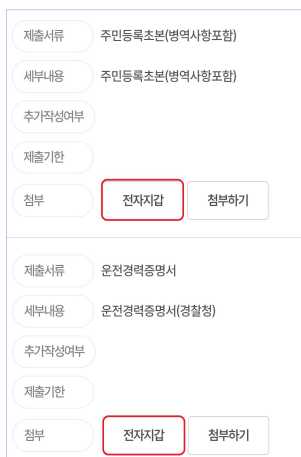 제출서류 주민등록초본(병역사항포함)
세부내용 주민등록초본(병역사항포함)
추가작성여부
제출기한
첨부 전자지갑 첨부하기
제출서류 운전경력증명서
세부내용 운전경력증명서(경찰청)
추가작성여부
제출기한
첨부 전자지갑 첨부하기